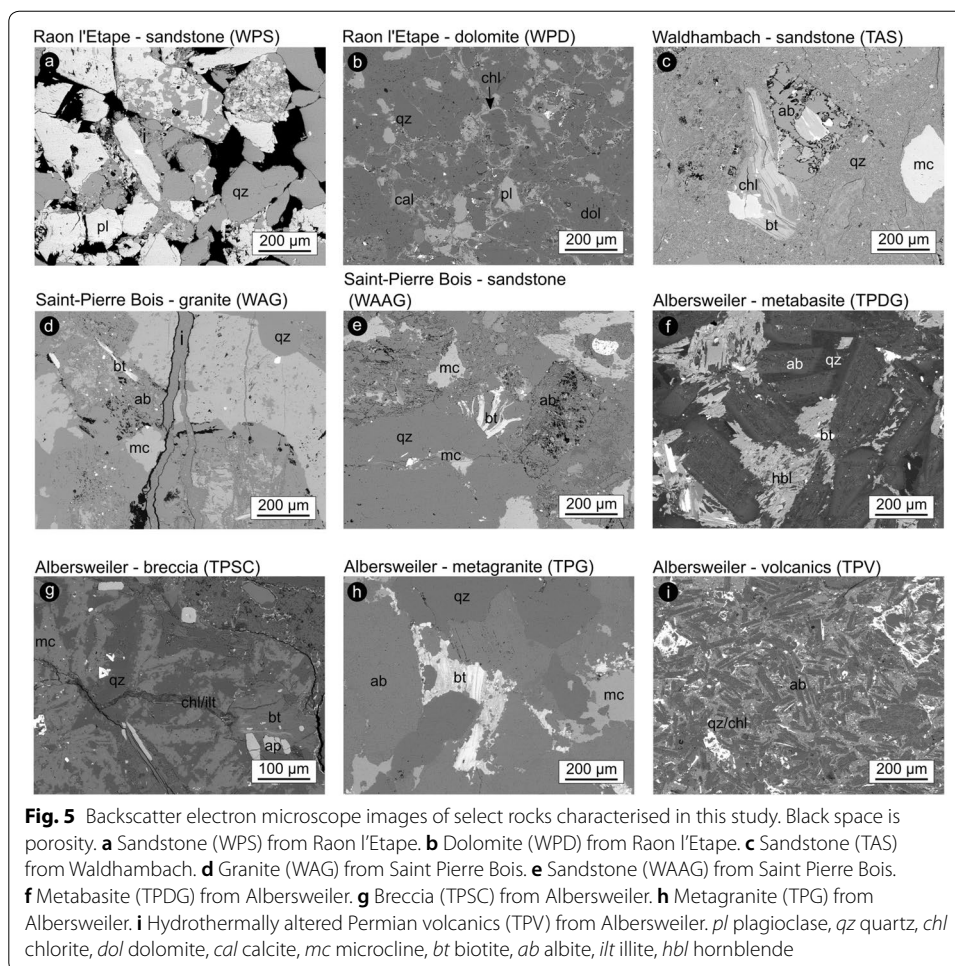 Raon l'Etape - sandstone (WPS)
Raon l'Etape - dolomite (WPD)
Waldhambach - sandstone (TAS)
a
i
qz
pl
200 µm
b
chl
qz
cal
pl
dol
200 µm
c
ab
qz
mc
chl
bt
200 µm
Saint-Pierre Bois - granite (WAG)
Saint-Pierre Bois - sandstone
(WAAG)
Albersweiler - metabasite (TPDG)
d
i
qz
bt
ab
mc
200 µm
e
mc
bt
ab
qz
mc
200 µm
f
ab
qz
bt
hbl
200 µm
Albersweiler - breccia (TPSC)
Albersweiler - metagranite (TPG)
Albersweiler - volcanics (TPV)
g
mc
qz
chl/ilt
bt
ap
100 µm
h
qz
bt
ab
mc
200 µm
i
ab
qz/chl
200 µm
Fig. 5 Backscatter electron microscope images of select rocks characterised in this study. Black space is
porosity. a Sandstone (WPS) from Raon l'Etape. b Dolomite (WPD) from Raon l'Etape. c Sandstone (TAS)
from Waldhambach. d Granite (WAG) from Saint Pierre Bois. e Sandstone (WAAG) from Saint Pierre Bois.
f Metabasite (TPDG) from Albersweiler. g Breccia (TPSC) from Albersweiler. h Metagranite (TPG) from
Albersweiler. i Hydrothermally altered Permian volcanics (TPV) from Albersweiler. pl plagioclase, qz quartz, chl
chlorite, dol dolomite, cal calcite, mc microcline, bt biotite, ab albite, ilt illite, hbl hornblende